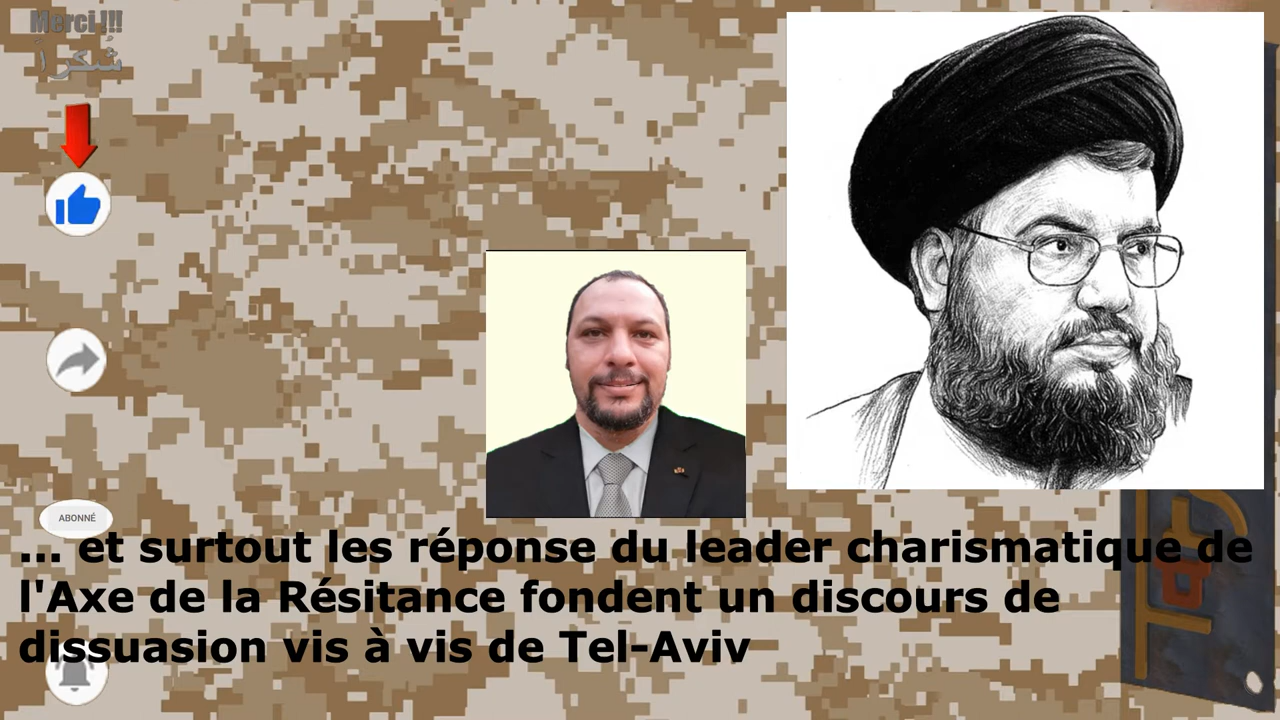 Merci !!!
شُكراً
ABONNÉ
... et surtout les réponse du leader charismatique de
l'Axe de la Résitance fondent un discours de
dissuasion vis à vis de Tel-Aviv